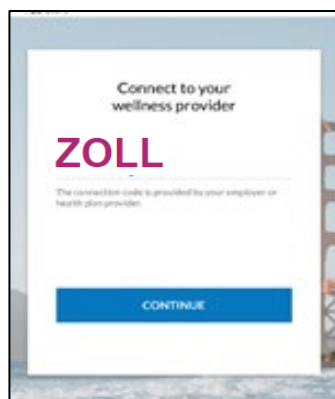 Connect to your
wellness provider
ZOLL
The connection code is provided by your employer or
health plan provider.
CONTINUE